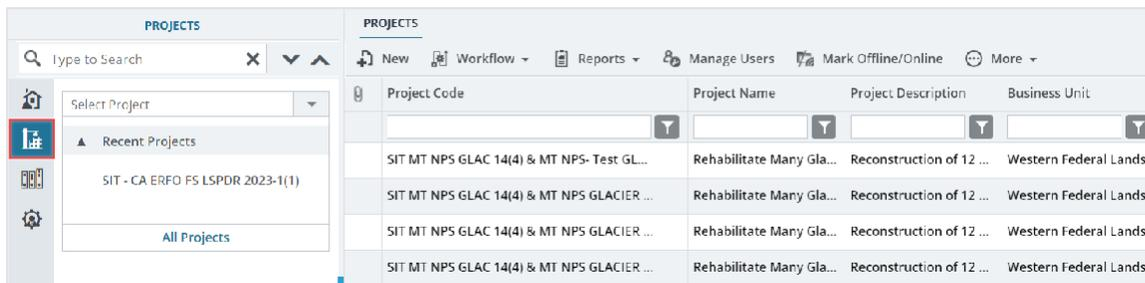 PROJECTS
Type to Search
Select Project
Recent Projects
SIT - CA ERFO FS LSPDR 2023-1(1)
All Projects
PROJECTS
New Workflow Reports Manage Users Mark Offline/Online More
Project Code Project Name Project Description Business Unit
SIT MT NPS GLAC 14(4) & MT NPS- Test GL... Rehabilitate Many Gla... Reconstruction of 12 ... Western Federal Lands
SIT MT NPS GLAC 14(4) & MT NPS GLACIER ... Rehabilitate Many Gla... Reconstruction of 12 ... Western Federal Lands
SIT MT NPS GLAC 14(4) & MT NPS GLACIER ... Rehabilitate Many Gla... Reconstruction of 12 ... Western Federal Lands
SIT MT NPS GLAC 14(4) & MT NPS GLACIER ... Rehabilitate Many Gla... Reconstruction of 12 ... Western Federal Lands